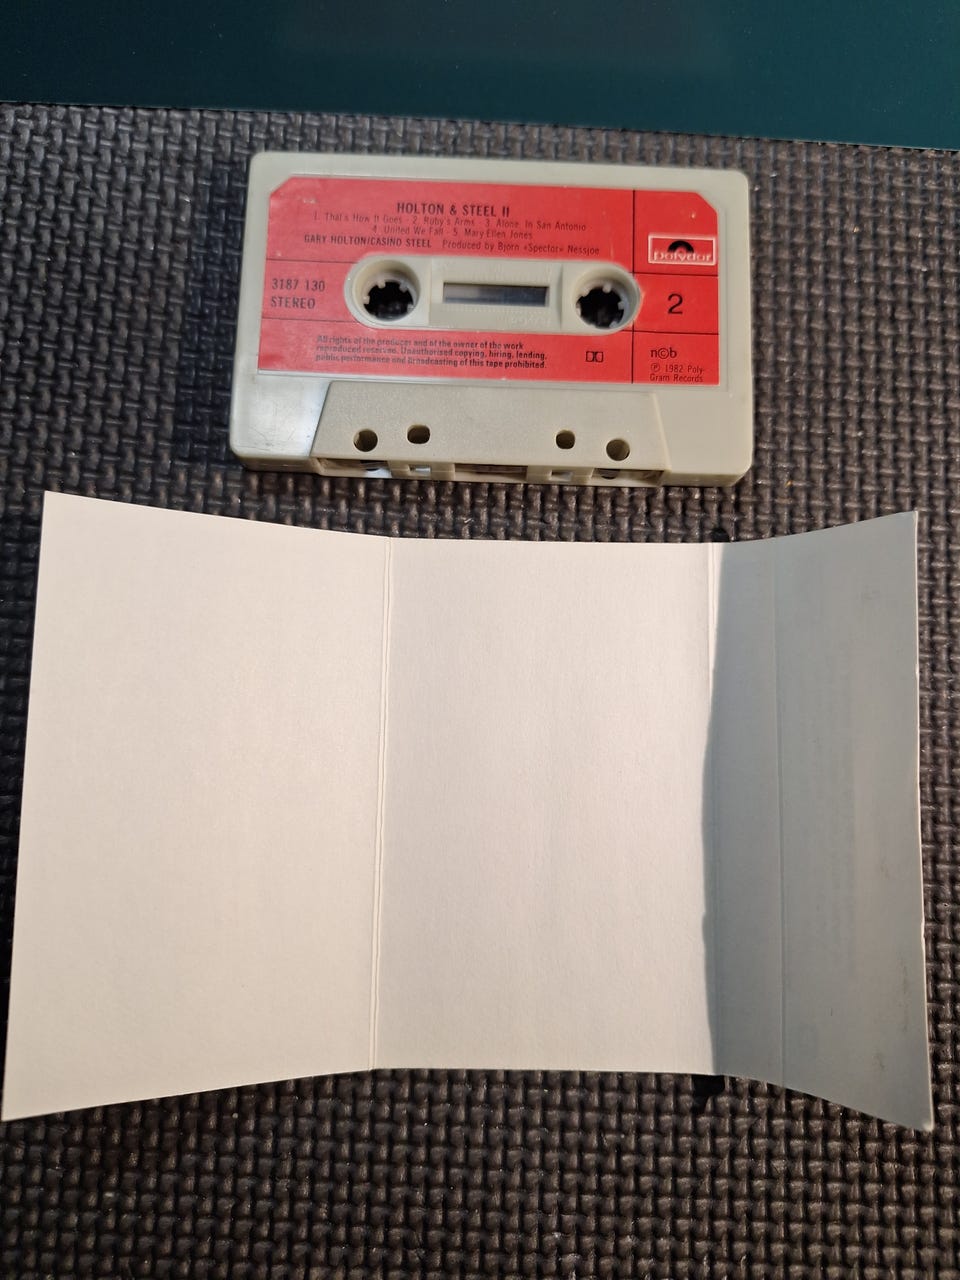 HOLTON & STEEL II
1. That's How It Goes - 2. Ruby's Arms - 3. Alone In San Antonio
4. United We Fall - 5. Mary Ellen Jones
GARY HOLTON/CASINO STEEL Produced by Bjørn «Spector» Nessjoe
polydor
3187 130
STEREO
2
All rights of the producer and of the owner of the work
reproduced reserved. Unauthorised copying, hiring, lending,
public performance and broadcasting of this tape prohibited.
n©b
℗ 1982 Poly-
Gram Records